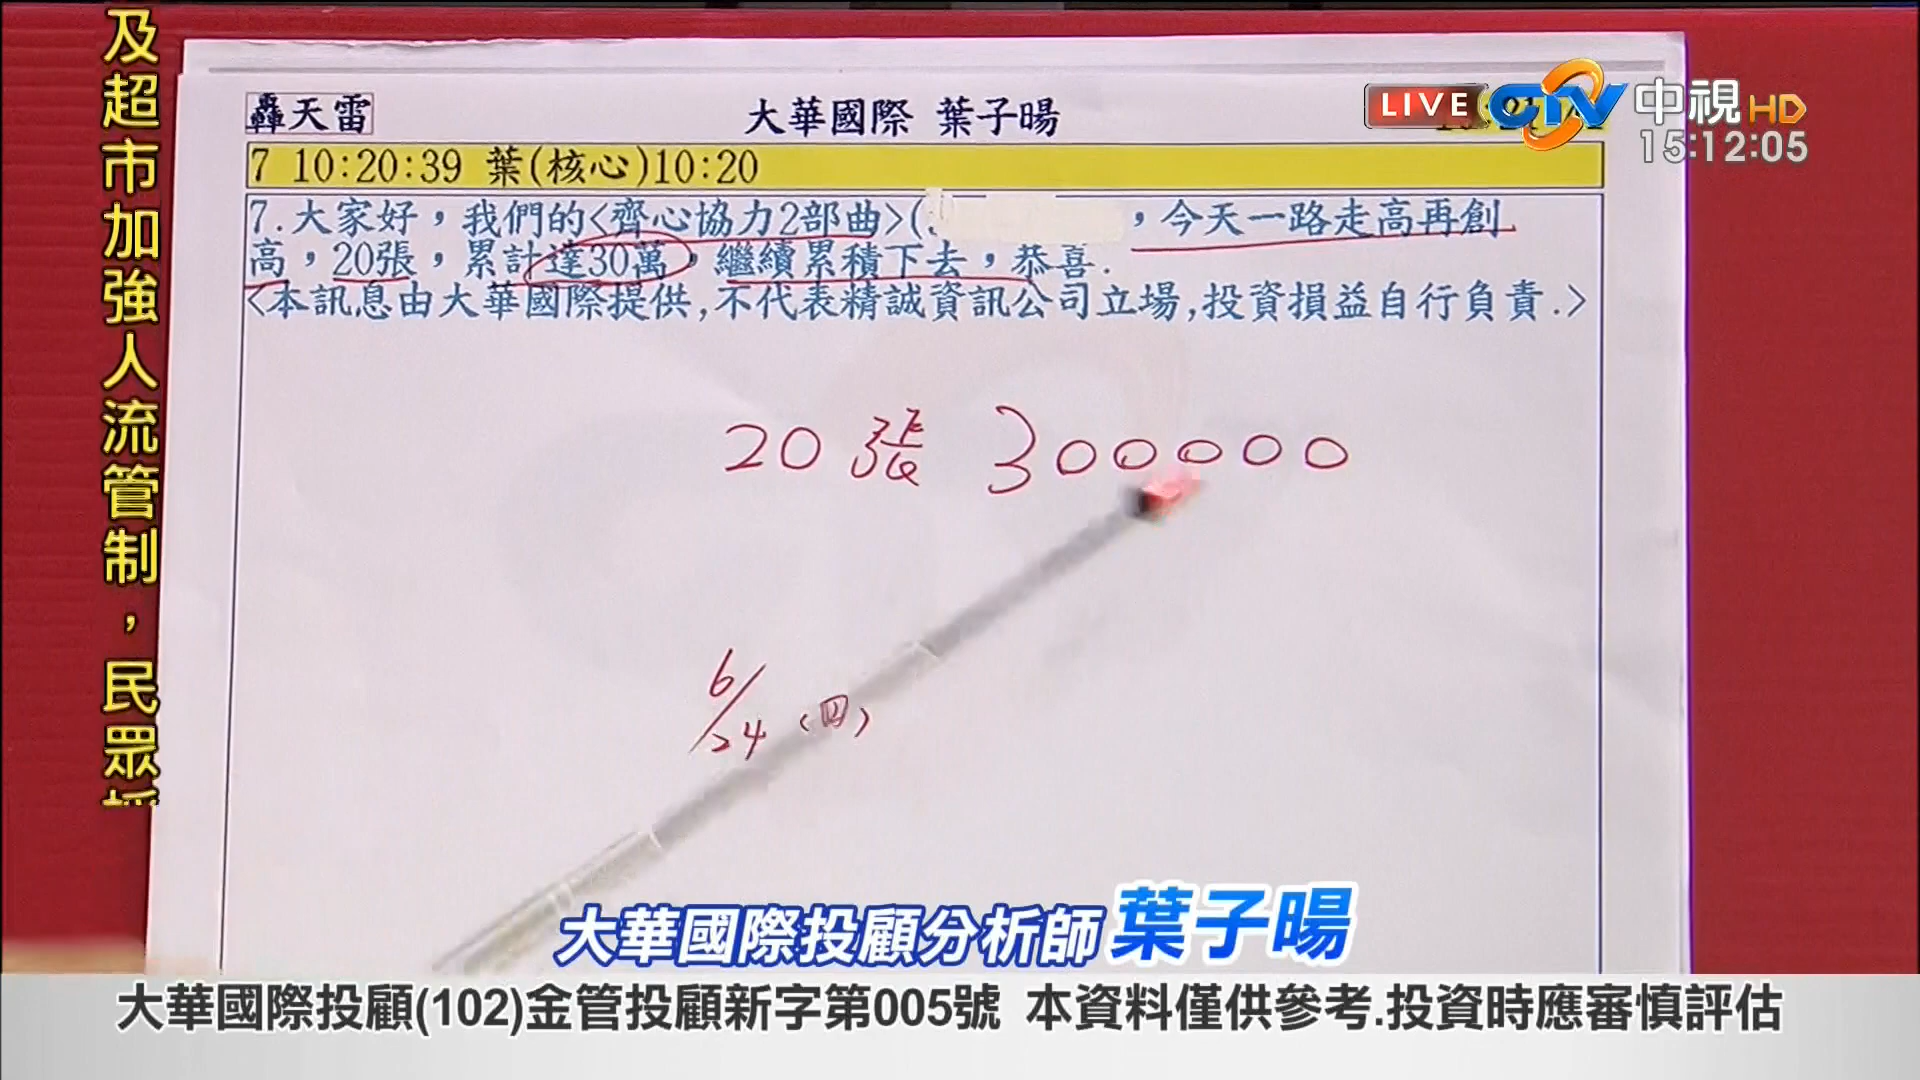 及超市加強人流管制，民眾
LIVE CTV 中視HD
15:12:05
轟天雷
大華國際 葉子暘
7 10:20:39 葉(核心)10:20
7.大家好，我們的<齊心協力2部曲>( ，今天一路走高再創
高，20張，累計達30萬，繼續累積下去，恭喜.
<本訊息由大華國際提供,不代表精誠資訊公司立場,投資損益自行負責.>
20張 300000
6/24(四)
大華國際投顧分析師 葉子暘
大華國際投顧(102)金管投顧新字第005號 本資料僅供參考.投資時應審慎評估